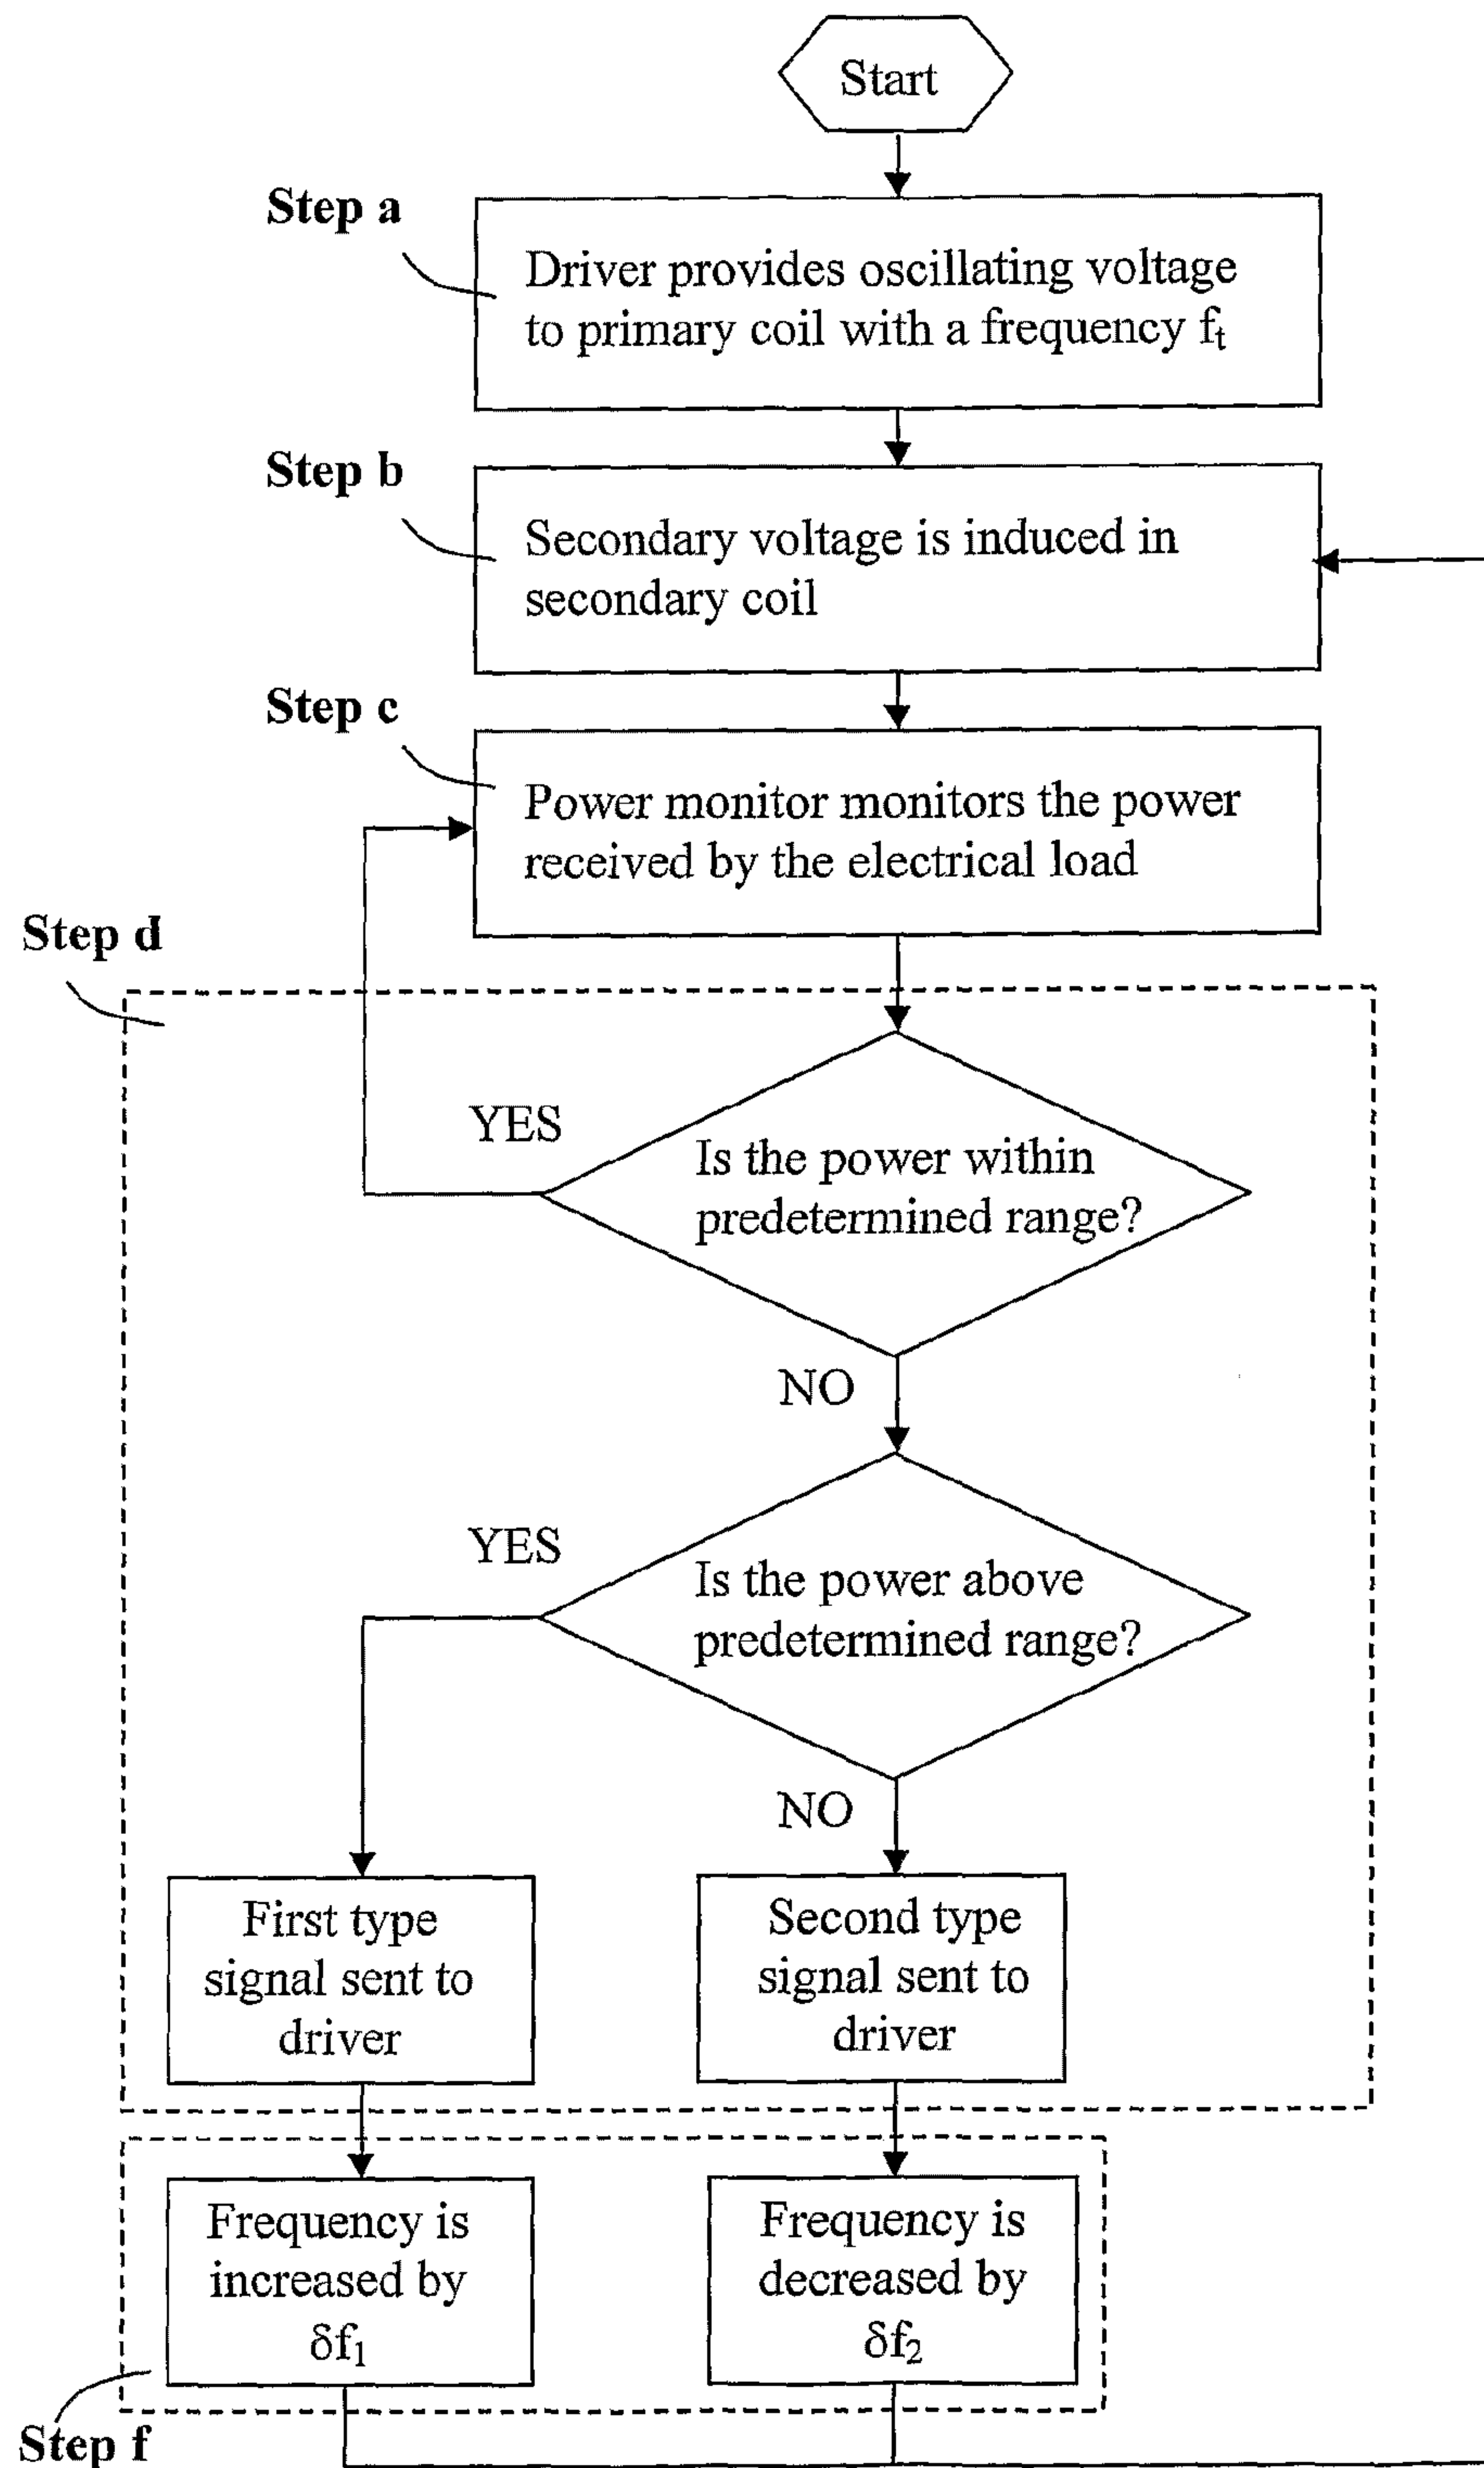 Start
Step a
Driver provides oscillating voltage
to primary coil with a frequency fₜ
Step b
Secondary voltage is induced in
secondary coil
Step c
Power monitor monitors the power
received by the electrical load
Step d
YES
Is the power within
predetermined range?
NO
YES
Is the power above
predetermined range?
NO
First type
signal sent to
driver
Second type
signal sent to
driver
Frequency is
increased by
δf₁
Frequency is
decreased by
δf₂
Step f